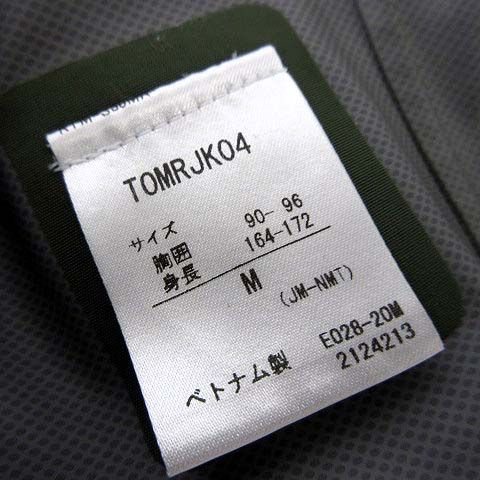 TOMRJK04
サイズ
胸囲 90-96
身長 164-172
M (JM-NMT)
E028-20M
ベトナム製 2124213